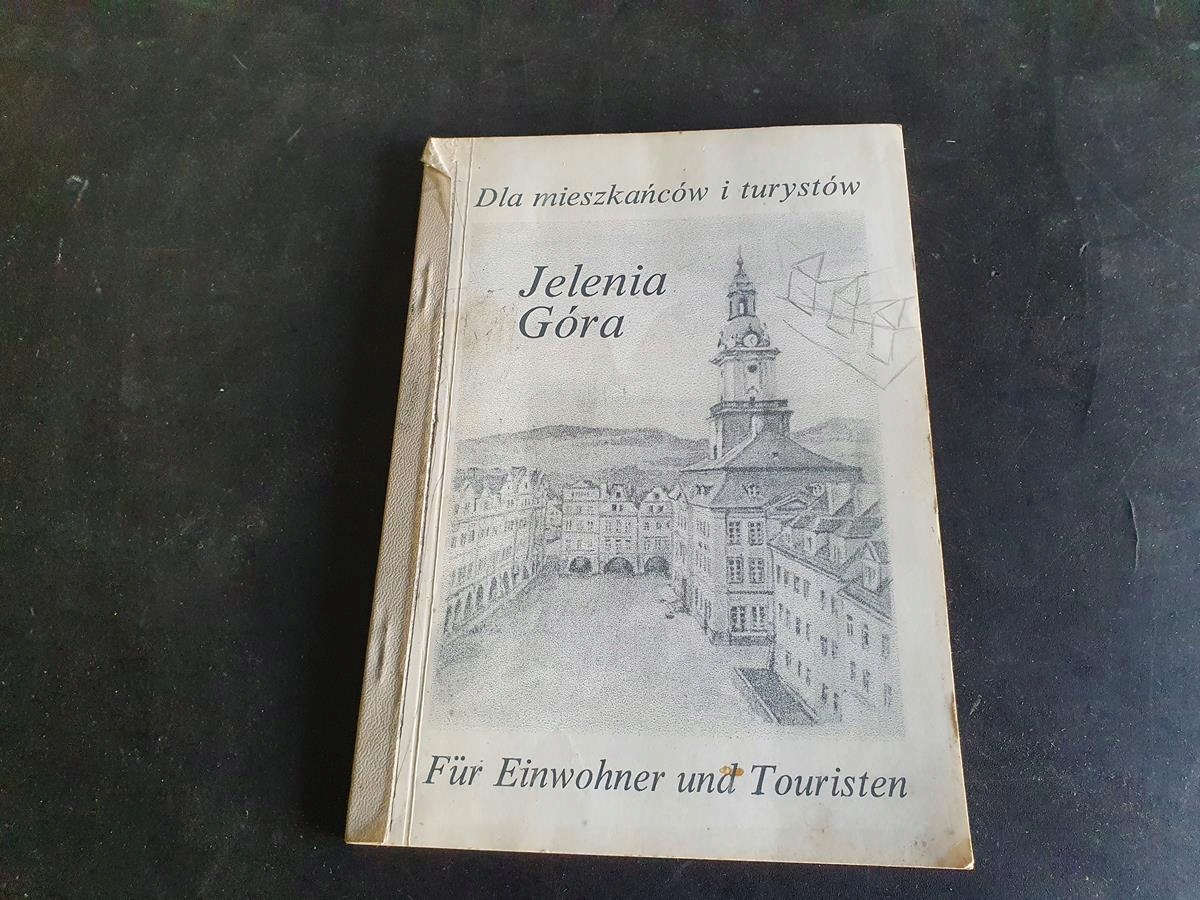 Dla mieszkańców i turystów
Jelenia
Góra
Für Einwohner und Touristen